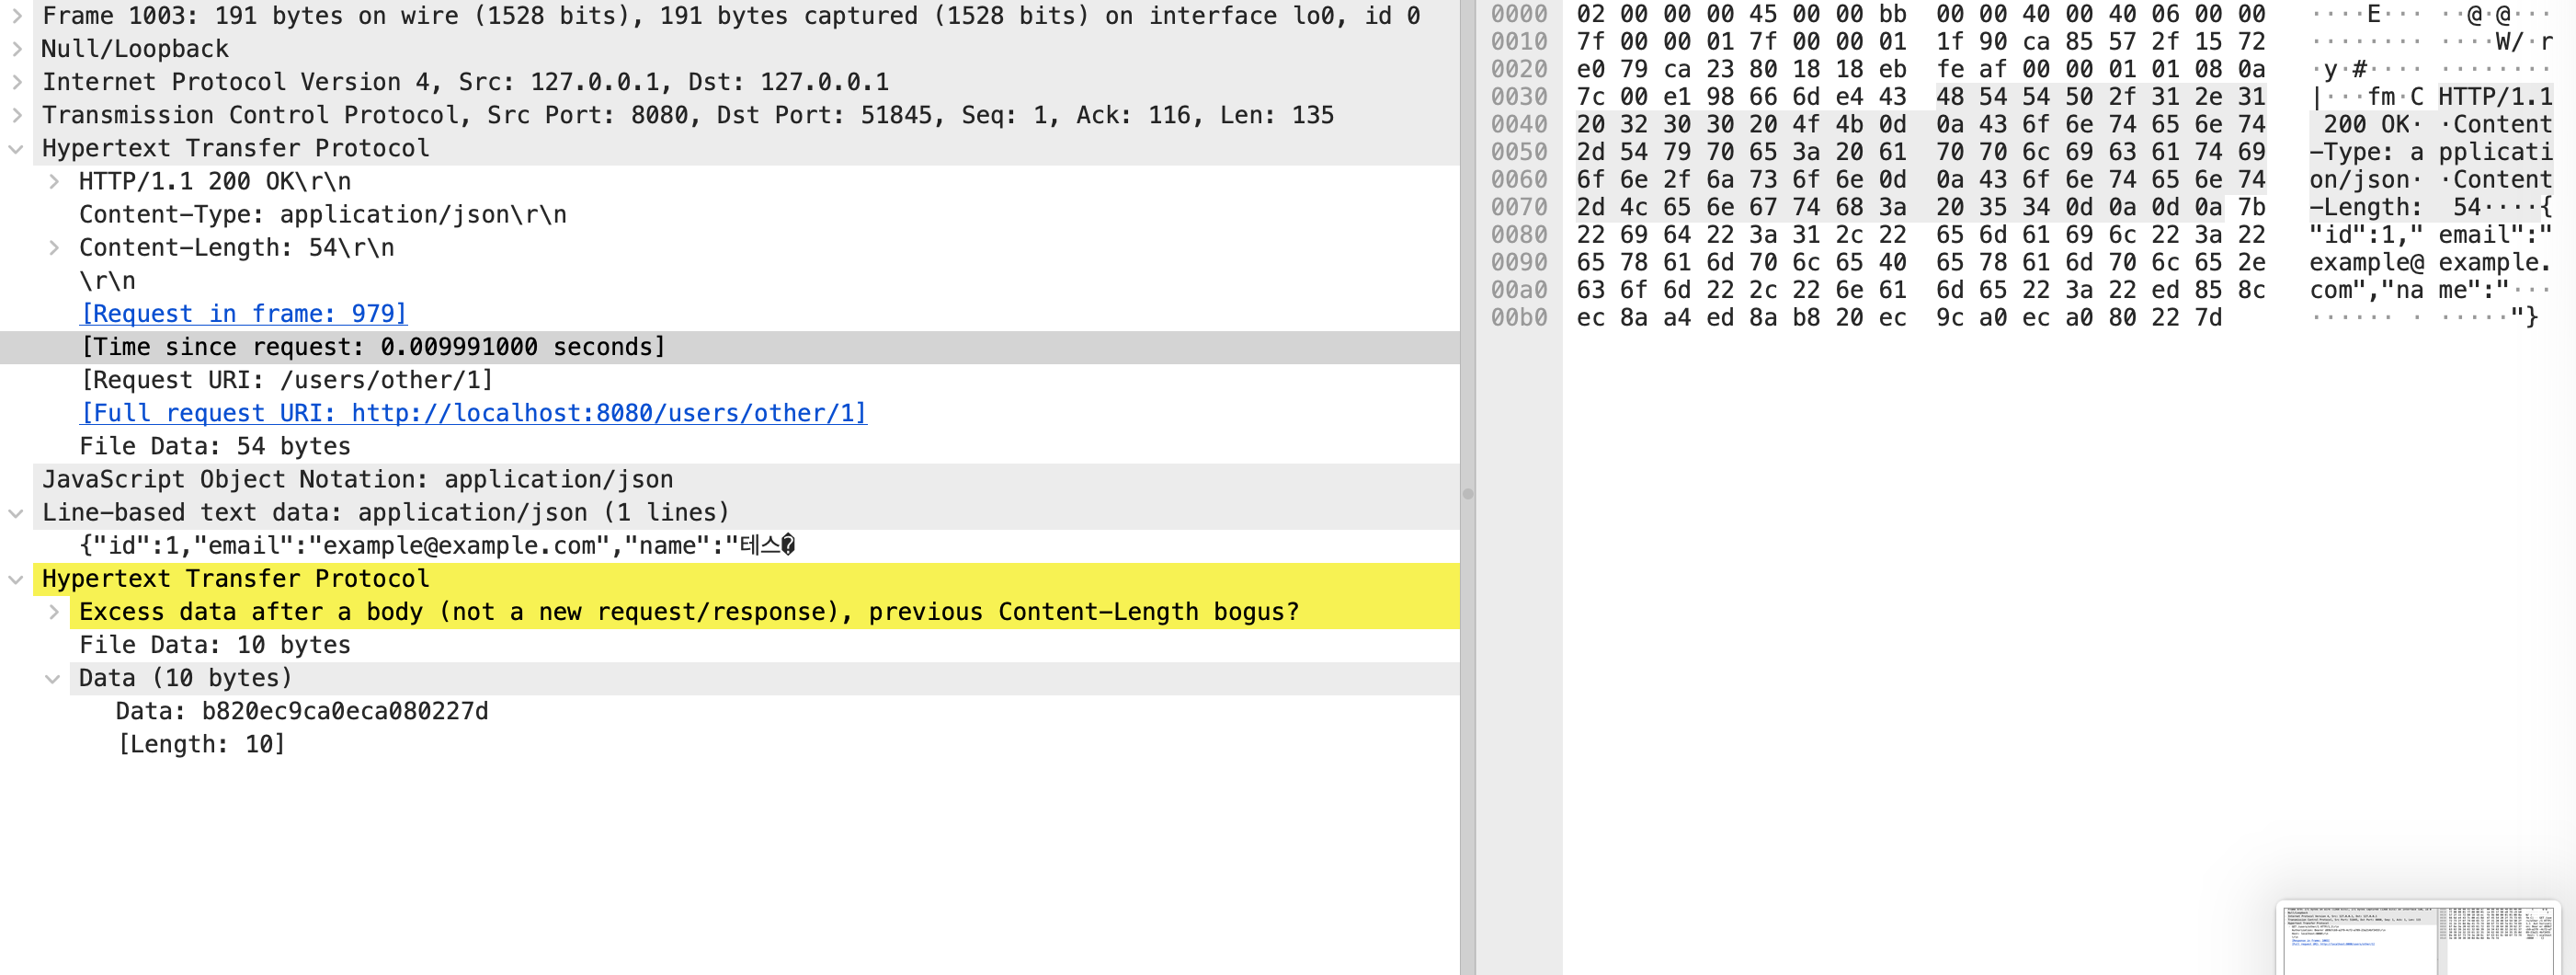 Frame 1003: 191 bytes on wire (1528 bits), 191 bytes captured (1528 bits) on interface lo0, id 0
Null/Loopback
Internet Protocol Version 4, Src: 127.0.0.1, Dst: 127.0.0.1
Transmission Control Protocol, Src Port: 8080, Dst Port: 51845, Seq: 1, Ack: 116, Len: 135
Hypertext Transfer Protocol
HTTP/1.1 200 OK\r\n
Content-Type: application/json\r\n
Content-Length: 54\r\n
\r\n
[Request in frame: 979]
[Time since request: 0.009991000 seconds]
[Request URI: /users/other/1]
[Full request URI: http://localhost:8080/users/other/1]
File Data: 54 bytes
JavaScript Object Notation: application/json
Line-based text data: application/json (1 lines)
{"id":1,"email":"example@example.com","name":"테스�
Hypertext Transfer Protocol
Excess data after a body (not a new request/response), previous Content-Length bogus?
File Data: 10 bytes
Data (10 bytes)
Data: b820ec9ca0eca080227d
[Length: 10]
0000 02 00 00 00 45 00 00 bb 00 00 40 00 40 06 00 00 ····E··· ··@·@···
0010 7f 00 00 01 7f 00 00 01 1f 90 ca 85 57 2f 15 72 ········ ····W/·r
0020 e0 79 ca 23 80 18 18 eb fe af 00 00 01 01 08 0a ·y·#···· ········
0030 7c 00 e1 98 66 6d e4 43 48 54 54 50 2f 31 2e 31 |···fm·C HTTP/1.1
0040 20 32 30 30 20 4f 4b 0d 0a 43 6f 6e 74 65 6e 74 200 OK· ·Content
0050 2d 54 79 70 65 3a 20 61 70 70 6c 69 63 61 74 69 -Type: a pplicati
0060 6f 6e 2f 6a 73 6f 6e 0d 0a 43 6f 6e 74 65 6e 74 on/json· ·Content
0070 2d 4c 65 6e 67 74 68 3a 20 35 34 0d 0a 0d 0a 7b -Length: 54····{
0080 22 69 64 22 3a 31 2c 22 65 6d 61 69 6c 22 3a 22 "id":1," email":"
0090 65 78 61 6d 70 6c 65 40 65 78 61 6d 70 6c 65 2e example@ example.
00a0 63 6f 6d 22 2c 22 6e 61 6d 65 22 3a 22 ed 85 8c com","na me":"···
00b0 ec 8a a4 ed 8a b8 20 ec 9c a0 ec a0 80 22 7d ······ · ·····"}